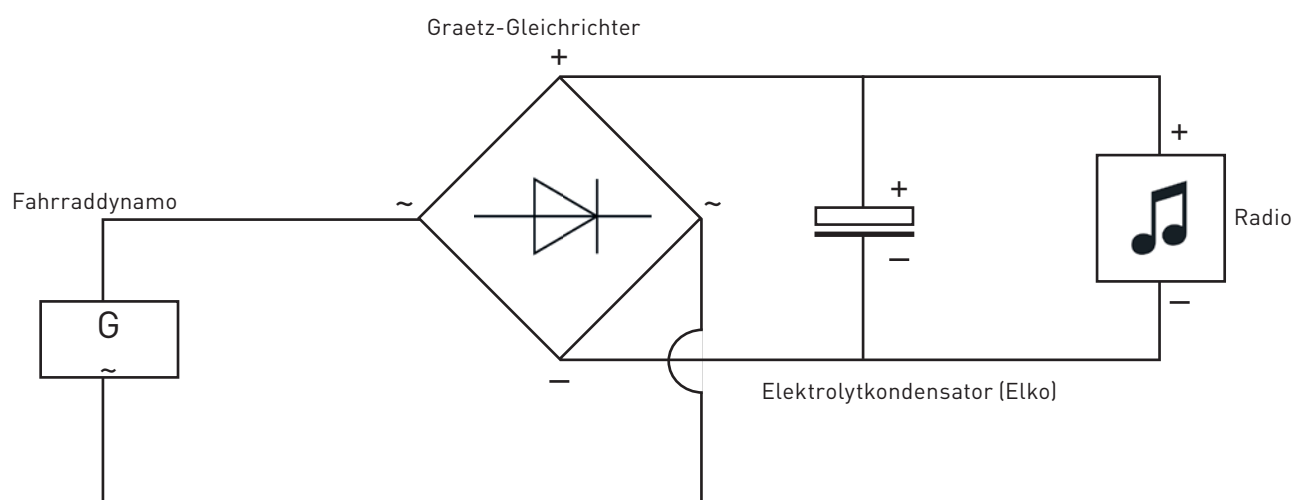 Graetz-Gleichrichter
+
+
Fahrraddynamo
~
~
+
Radio
G
~
−
−
−
Elektrolytkondensator (Elko)